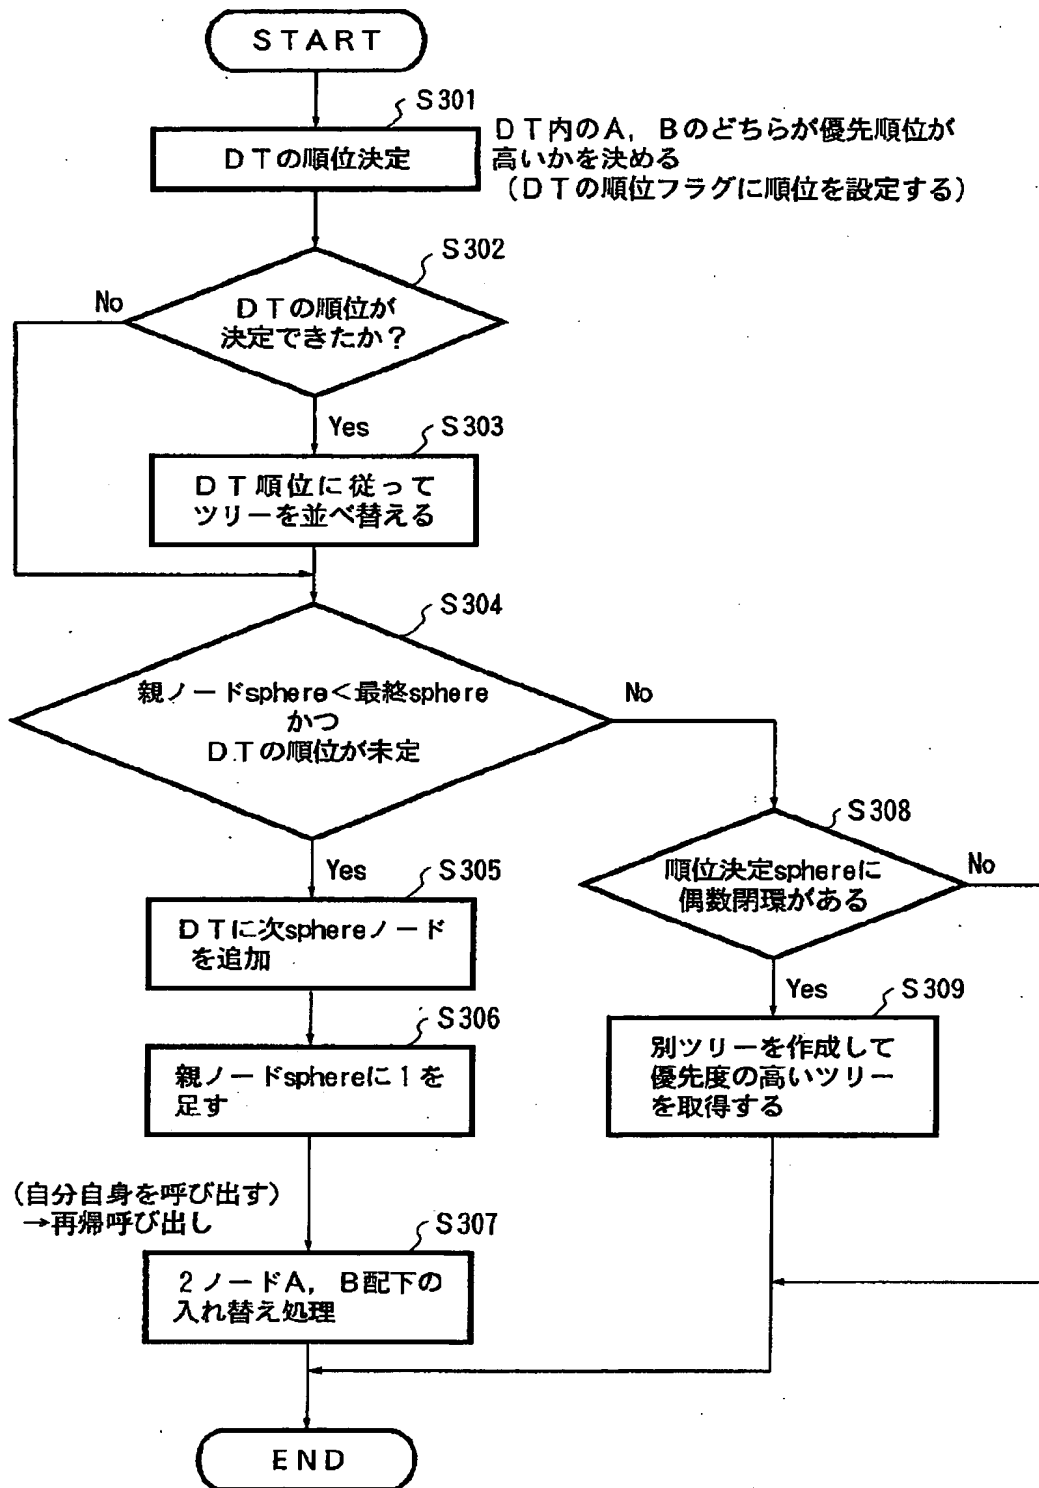 START
S301
DTの順位決定
DT内のA,Bのどちらが優先順位が
高いかを決める
(DTの順位フラグに順位を設定する)
S302
No
DTの順位が
決定できたか?
Yes
S303
DT順位に従って
ツリーを並べ替える
S304
親ノードsphere<最終sphere
かつ
D.Tの順位が未定
No
Yes
S308
順位決定sphereに
偶数閉環がある
No
S305
DTに次sphereノード
を追加
Yes
S309
別ツリーを作成して
優先度の高いツリー
を取得する
S306
親ノードsphereに1を
足す
(自分自身を呼び出す)
→再帰呼び出し
S307
2ノードA,B配下の
入れ替え処理
END